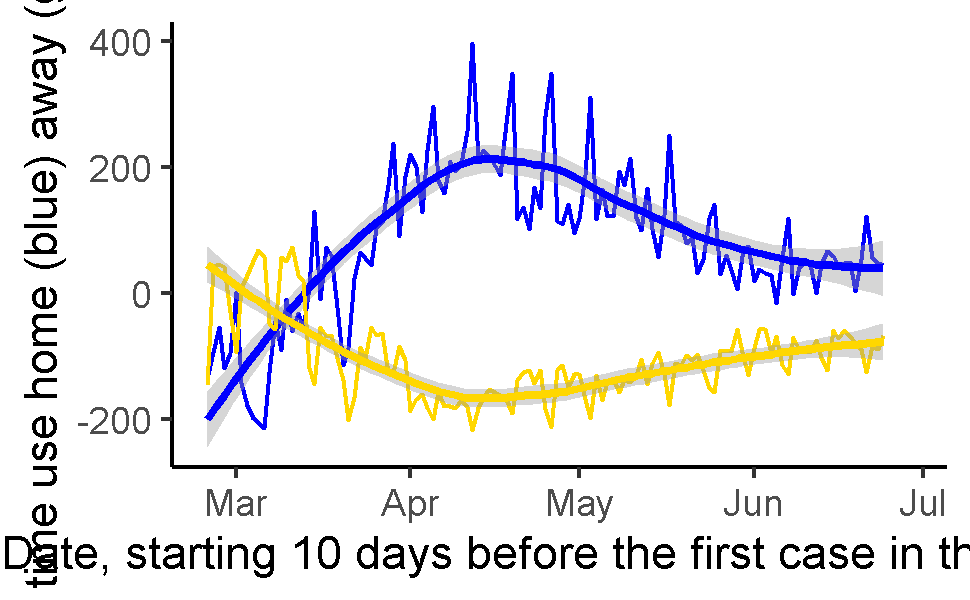 time use home (blue) away (
400
200
0
-200
Mar Apr May Jun Jul
Date, starting 10 days before the first case in th